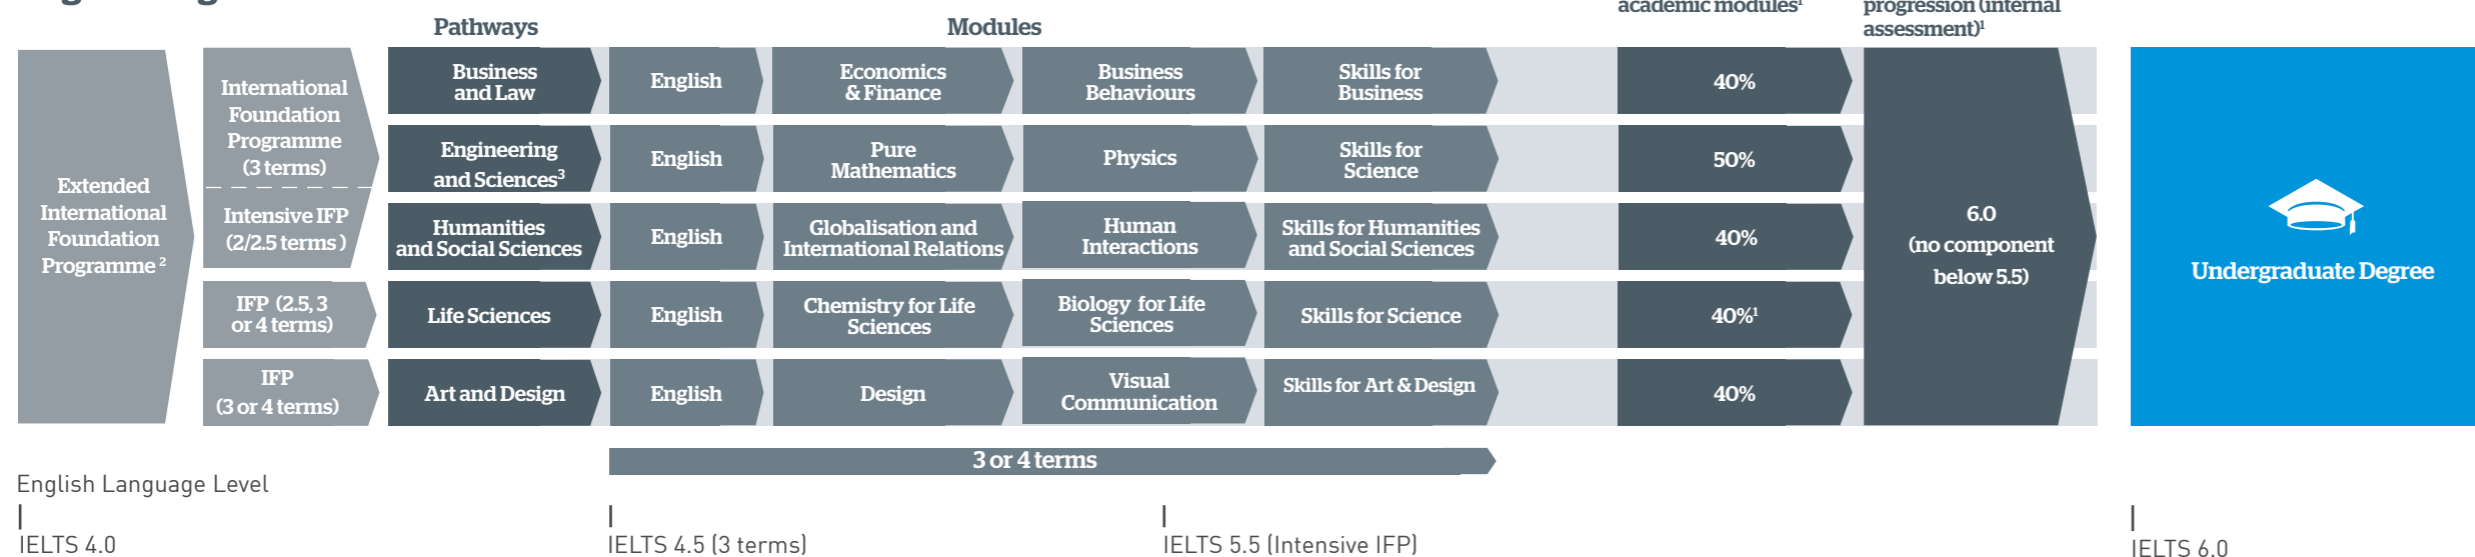 academic modules¹
progression (internal
assessment)¹
Pathways
Modules
Extended
International
Foundation
Programme ²
International
Foundation
Programme
(3 terms)
Intensive IFP
(2/2.5 terms )
IFP (2.5, 3
or 4 terms)
IFP
(3 or 4 terms)
Business
and Law
English
Economics
& Finance
Business
Behaviours
Skills for
Business
40%
Engineering
and Sciences³
English
Pure
Mathematics
Physics
Skills for
Science
50%
Humanities
and Social Sciences
English
Globalisation and
International Relations
Human
Interactions
Skills for Humanities
and Social Sciences
40%
Life Sciences
English
Chemistry for Life
Sciences
Biology for Life
Sciences
Skills for Science
40%¹
Art and Design
English
Design
Visual
Communication
Skills for Art & Design
40%
6.0
(no component
below 5.5)
Undergraduate Degree
3 or 4 terms
English Language Level
IELTS 4.0
IELTS 4.5 (3 terms)
IELTS 5.5 (Intensive IFP)
IELTS 6.0